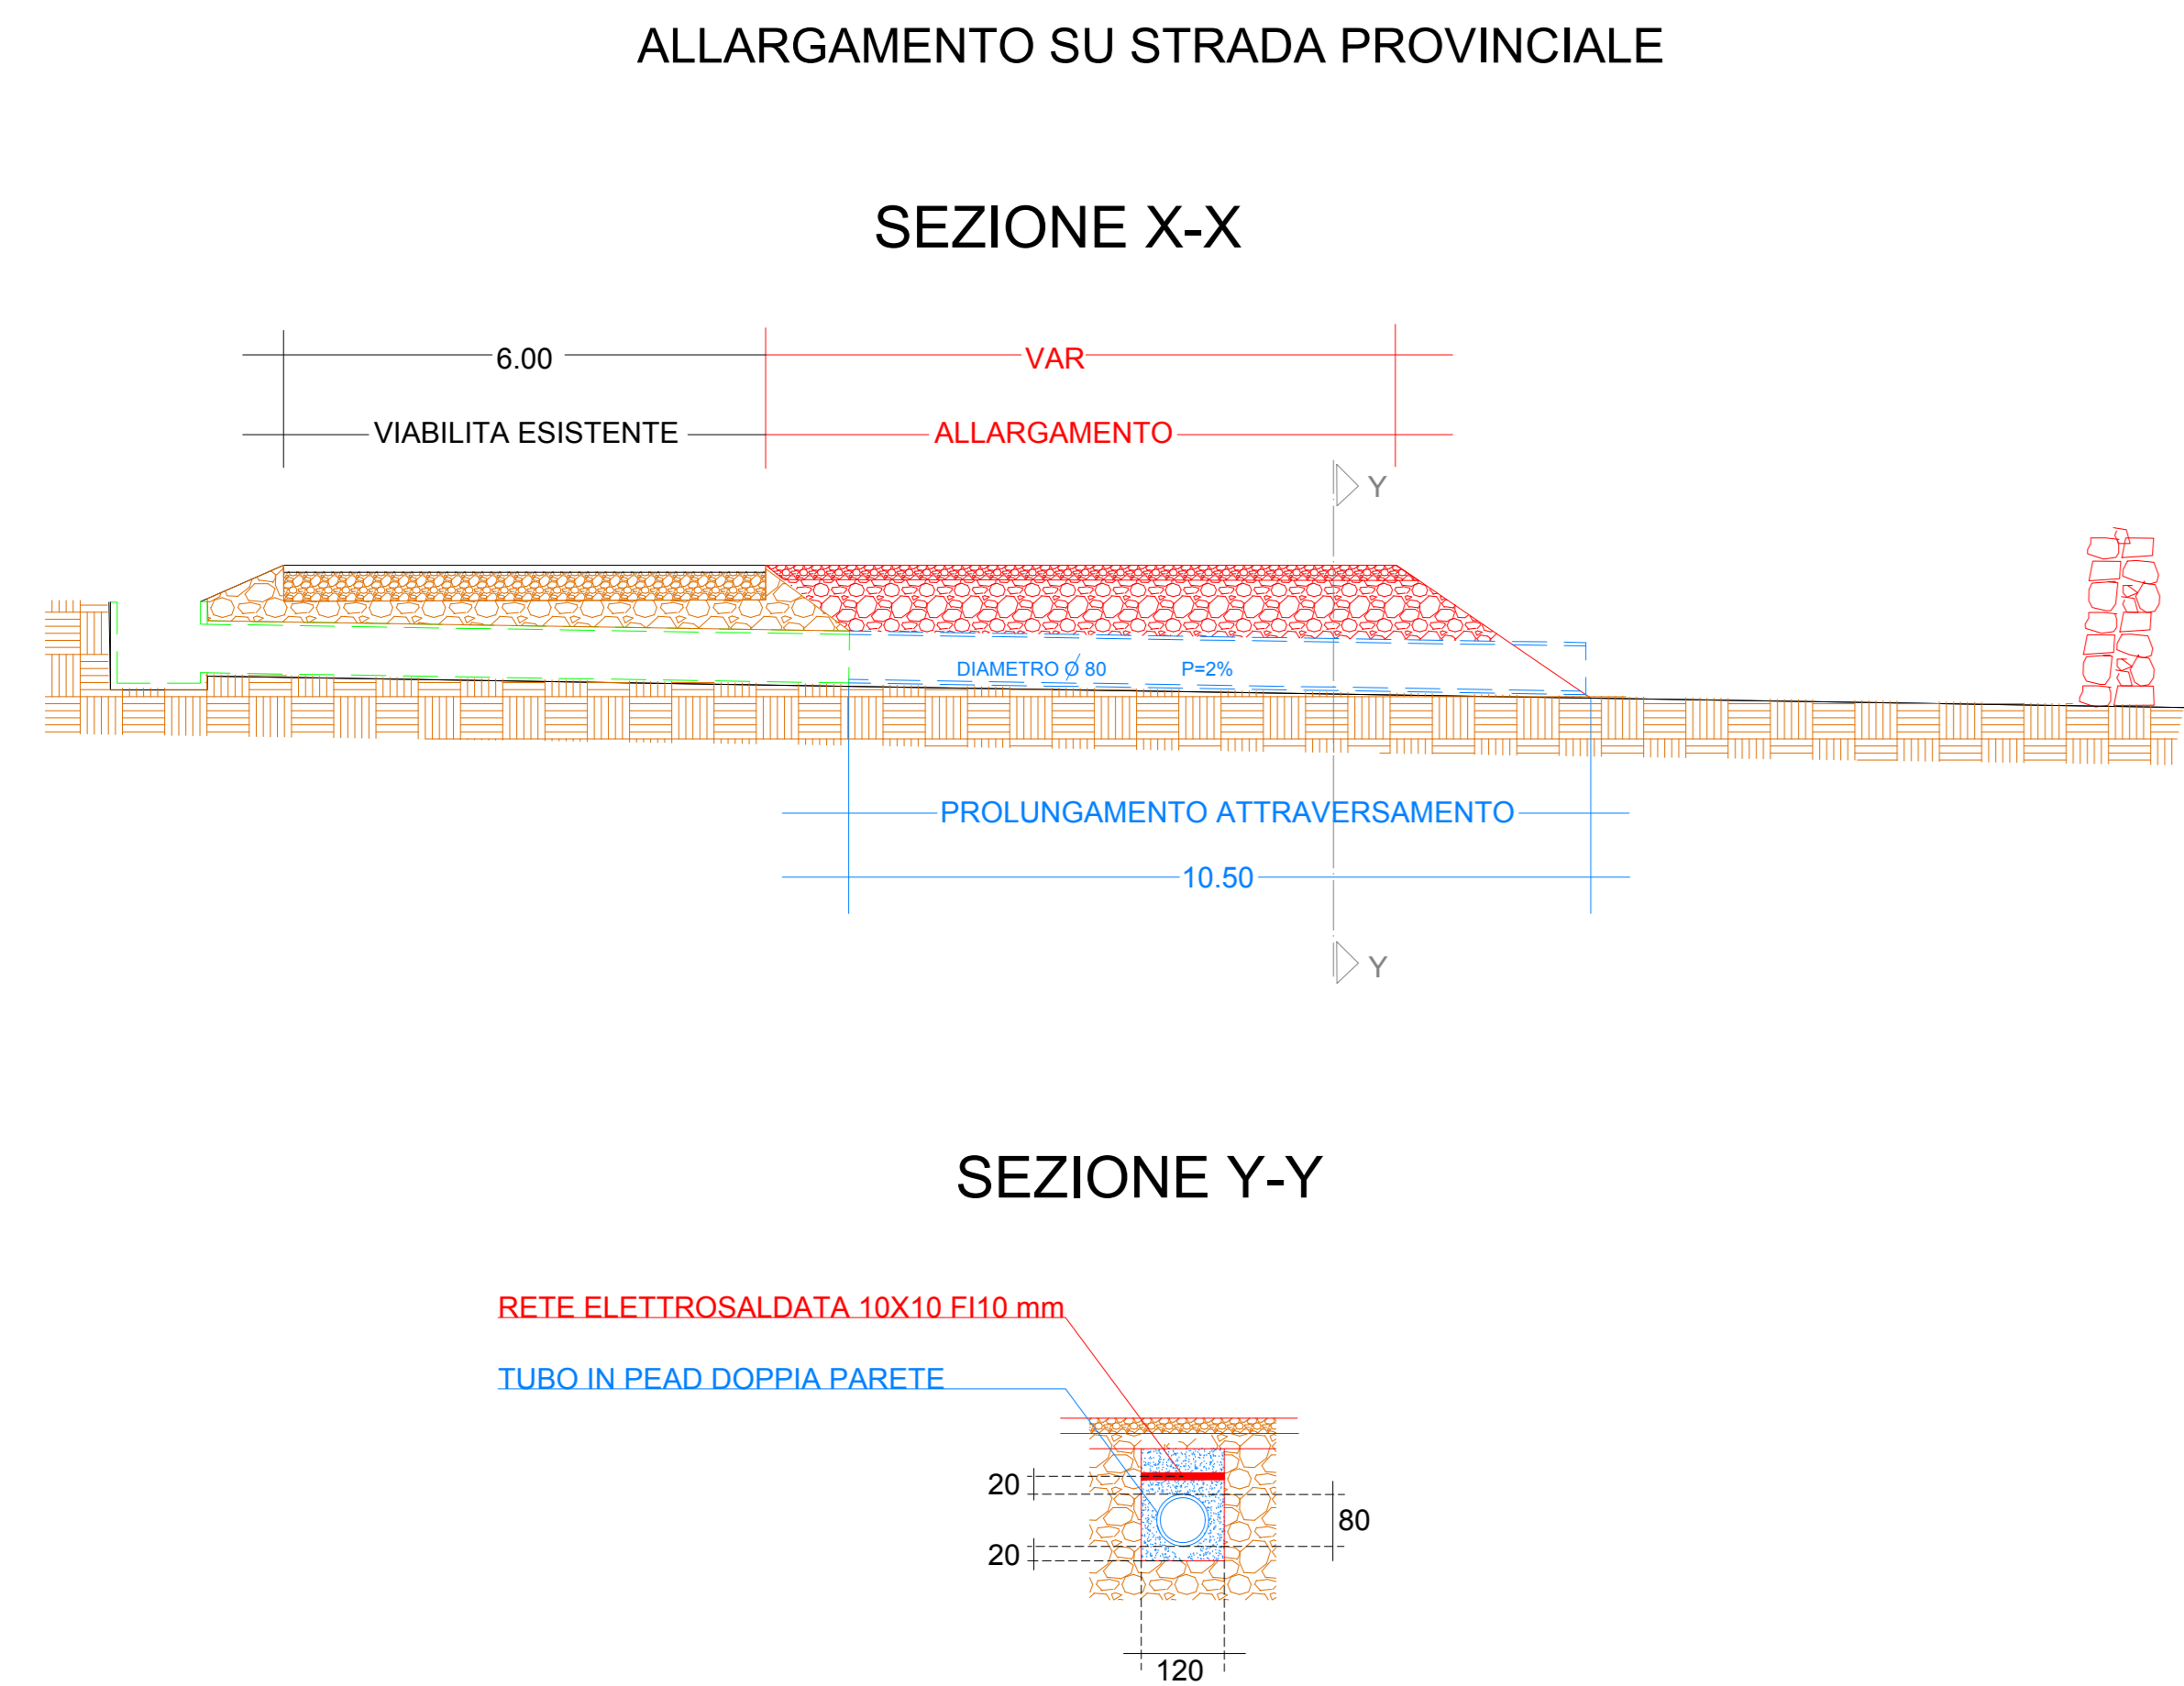 ALLARGAMENTO SU STRADA PROVINCIALE
SEZIONE X-X
6.00
VAR
VIABILITA ESISTENTE
ALLARGAMENTO
Y
DIAMETRO Ø 80
P=2%
PROLUNGAMENTO ATTRAVERSAMENTO
10.50
Y
SEZIONE Y-Y
RETE ELETTROSALDATA 10X10 FI10 mm
TUBO IN PEAD DOPPIA PARETE
20
80
20
120